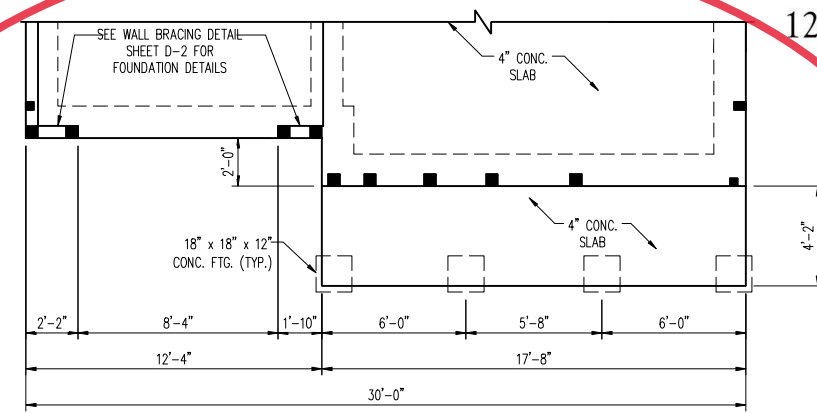 12
SEE WALL BRACING DETAIL
SHEET D-2 FOR
FOUNDATION DETAILS
4" CONC.
SLAB
2'-0"
4" CONC.
SLAB
4'-2"
18" x 18" x 12"
CONC. FTG. (TYP.)
2'-2"
8'-4"
1'-10"
6'-0"
5'-8"
6'-0"
12'-4"
17'-8"
30'-0"